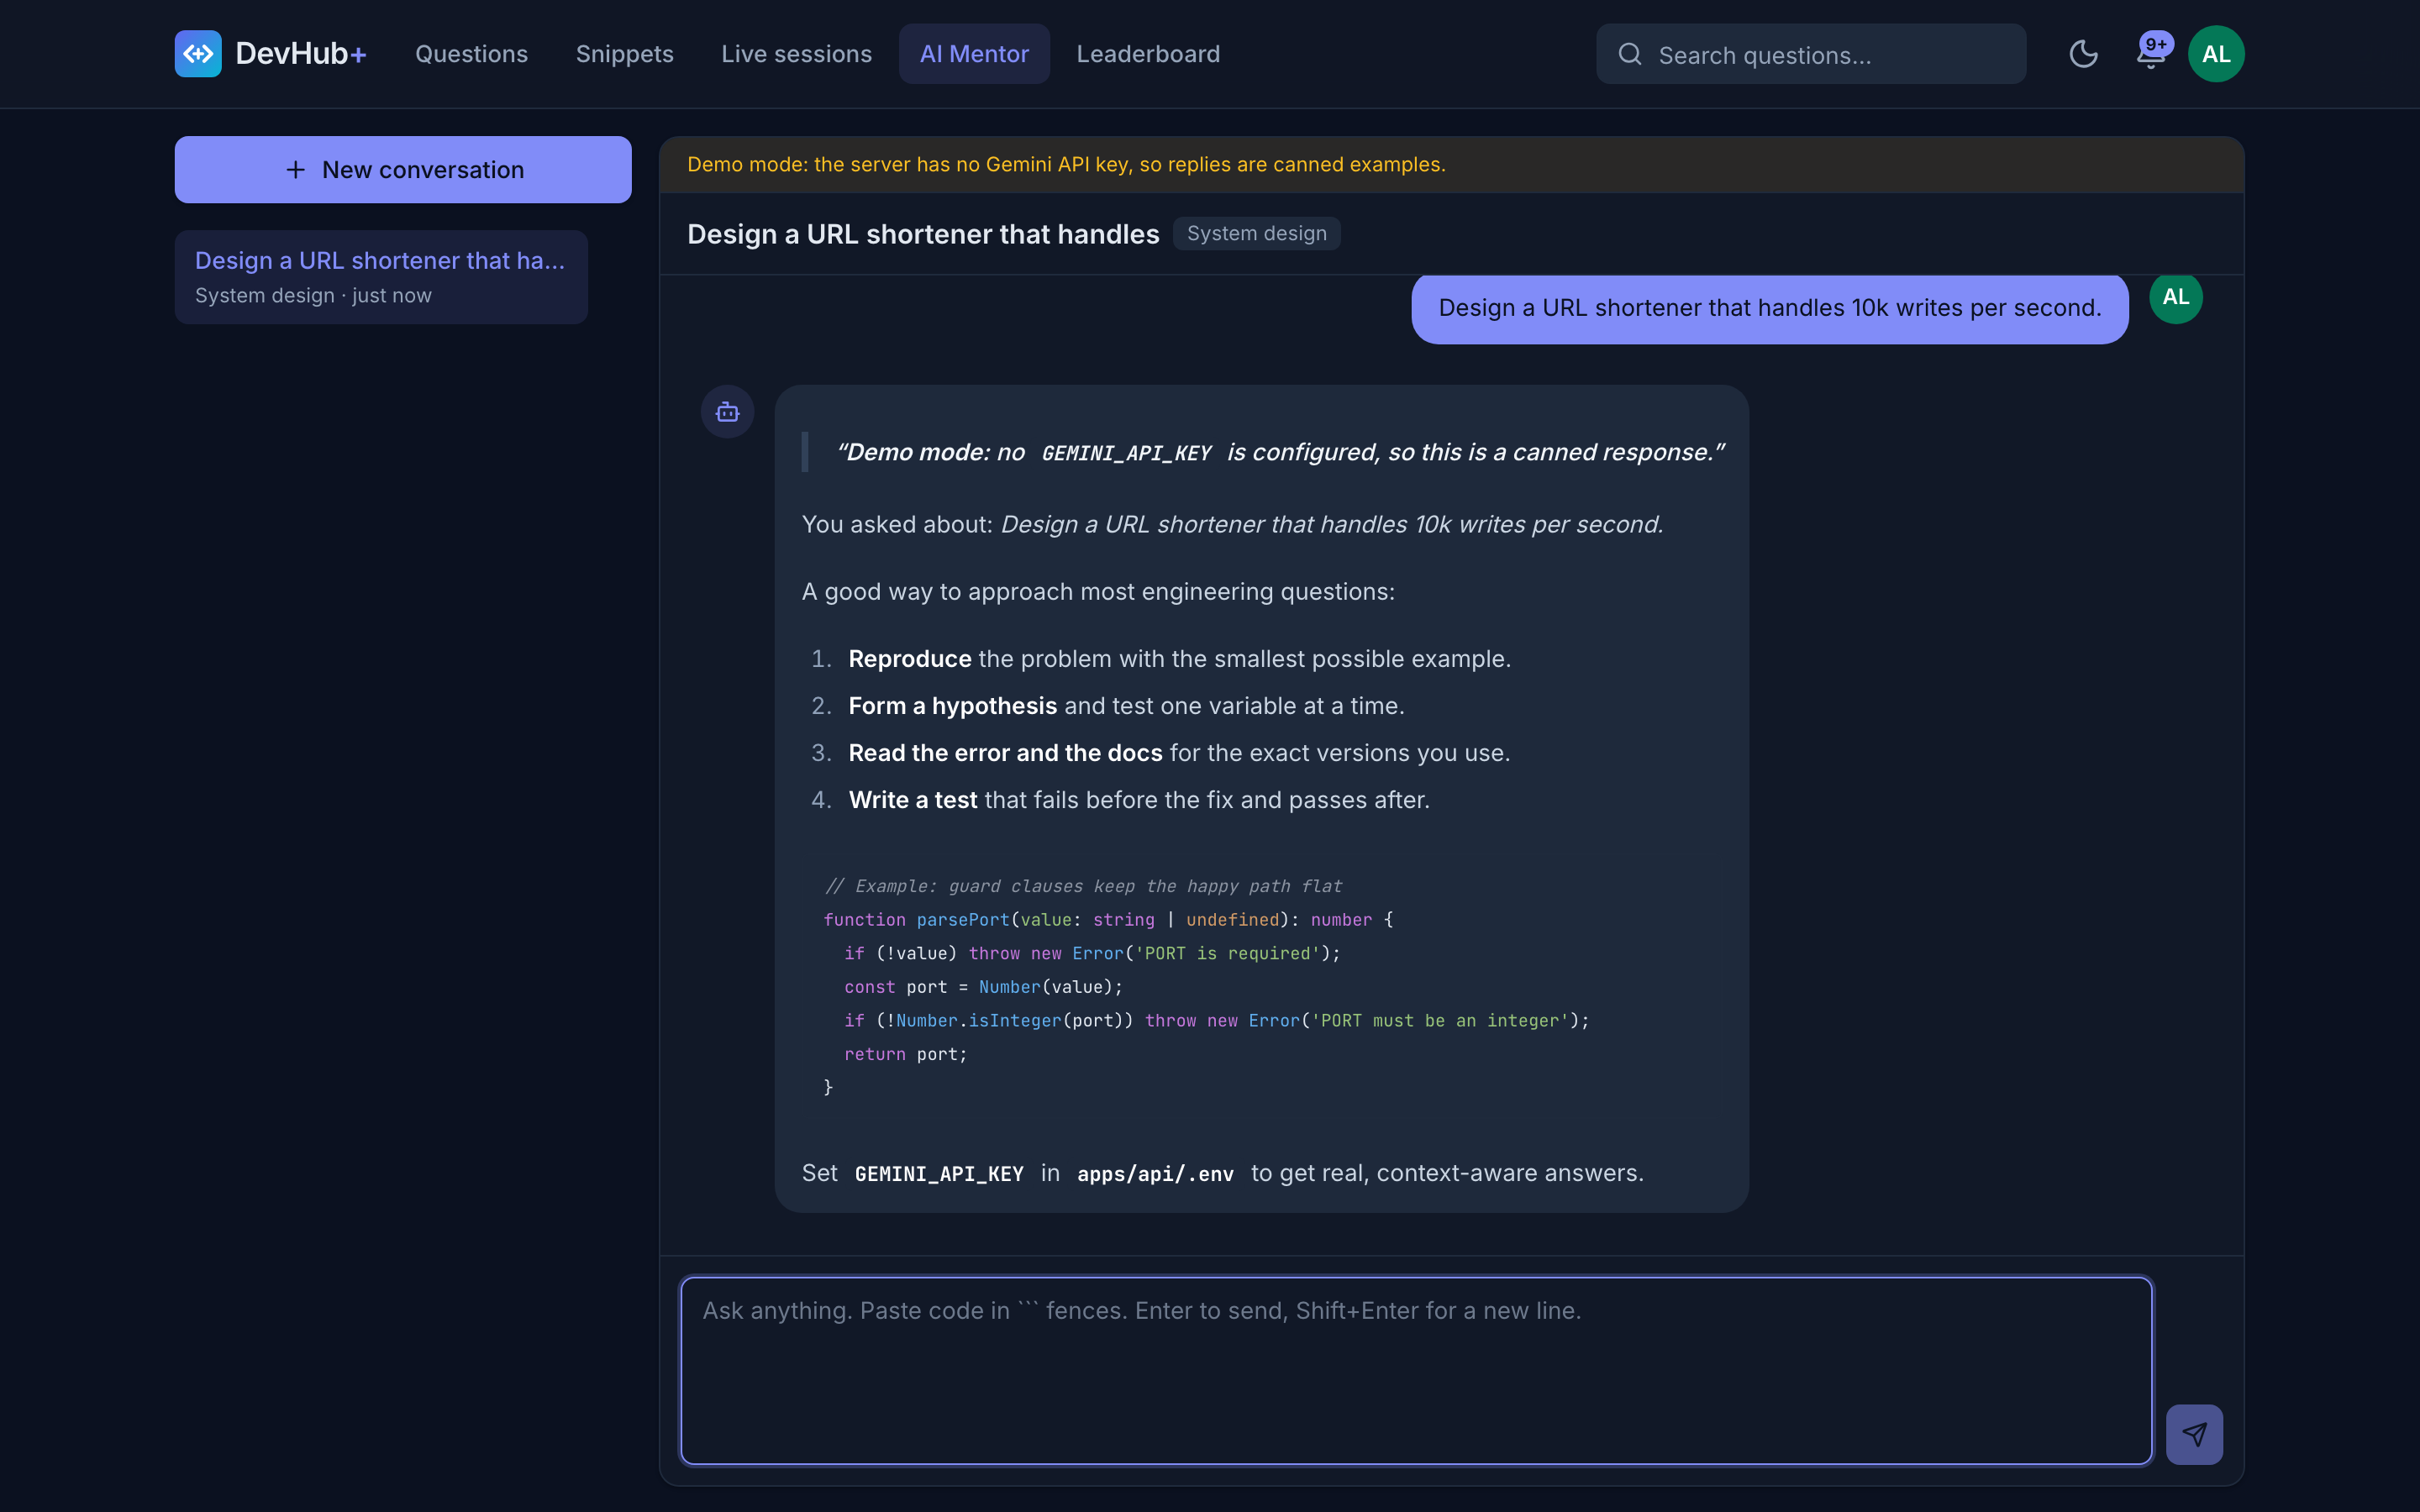 DevHub+
Questions
Snippets
Live sessions
AI Mentor
Leaderboard
Search questions...
9+
AL
New conversation
Design a URL shortener that ha...
System design · just now
Demo mode: the server has no Gemini API key, so replies are canned examples.
Design a URL shortener that handles
System design
Design a URL shortener that handles 10k writes per second.
AL
“Demo mode: no GEMINI_API_KEY is configured, so this is a canned response.”
You asked about: Design a URL shortener that handles 10k writes per second.
A good way to approach most engineering questions:
1. Reproduce the problem with the smallest possible example.
2. Form a hypothesis and test one variable at a time.
3. Read the error and the docs for the exact versions you use.
4. Write a test that fails before the fix and passes after.
// Example: guard clauses keep the happy path flat
function parsePort(value: string | undefined): number {
  if (!value) throw new Error('PORT is required');
  const port = Number(value);
  if (!Number.isInteger(port)) throw new Error('PORT must be an integer');
  return port;
}
Set GEMINI_API_KEY in apps/api/.env to get real, context-aware answers.
Ask anything. Paste code in ``` fences. Enter to send, Shift+Enter for a new line.